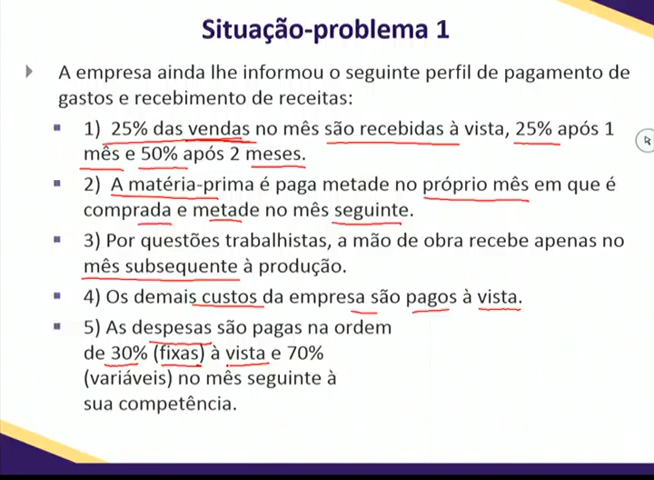 Situação-problema 1
A empresa ainda lhe informou o seguinte perfil de pagamento de
gastos e recebimento de receitas:
1) 25% das vendas no mês são recebidas à vista, 25% após 1
mês e 50% após 2 meses.
2) A matéria-prima é paga metade no próprio mês em que é
comprada e metade no mês seguinte.
3) Por questões trabalhistas, a mão de obra recebe apenas no
mês subsequente à produção.
4) Os demais custos da empresa são pagos à vista.
5) As despesas são pagas na ordem
de 30% (fixas) à vista e 70%
(variáveis) no mês seguinte à
sua competência.